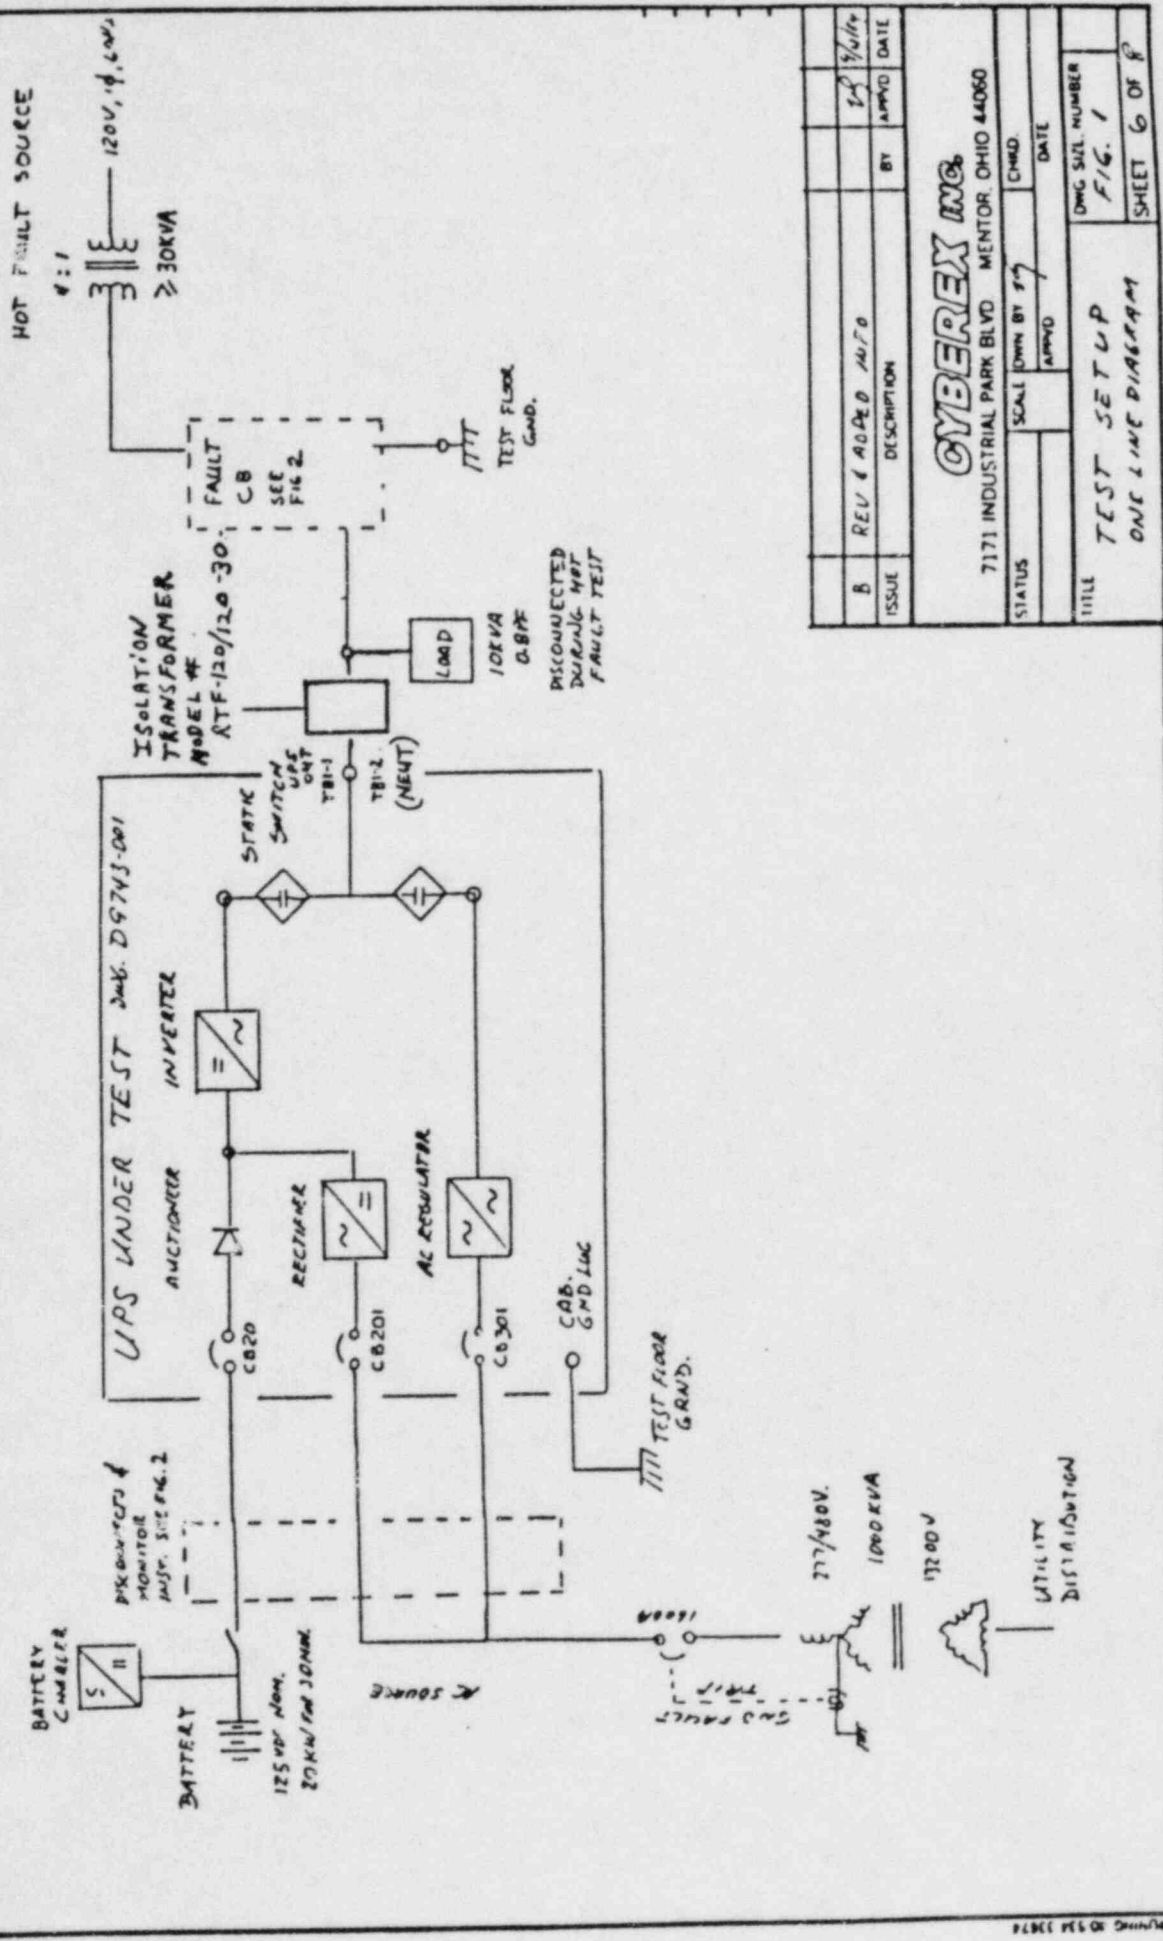 HOT FAULT SOURCE
4:1
120V, 1φ, 60Hz
≥30KVA
FAULT
CB
SEE
FIG 2
TEST FLOOR
GND.
ISOLATION
TRANSFORMER
MODEL #
RTF-120/120-30
LOAD
10KVA
0.8PF
DISCONNECTED
DURING HOT
FAULT TEST
UPS UNDER TEST DWG. D9743-001
STATIC
SWITCH
UPS
OUT
TB1-1
TB1-2
(NEUT)
INVERTER
AUCTIONEER
RECTIFIER
AC REGULATOR
CB20
CB201
CB301
CAB.
GND LUG
TEST FLOOR
GRND.
DISCONNECTS &
MONITOR
INST. SEE FIG. 2
BATTERY
CHARGER
BATTERY
125 VDC NOM.
20KW FOR 30MIN.
AC SOURCE
1600A
GND FAULT
TRIP
277/480V.
1000KVA
13200V
UTILITY
DISTRIBUTION
B REV & ADDED INFO
ISSUE DESCRIPTION BY APPVD DATE
CYBEREX INC.
7171 INDUSTRIAL PARK BLVD. MENTOR, OHIO 44060
STATUS SCALE DWN BY CHKD.
APPVD DATE
TITLE
TEST SETUP
ONE LINE DIAGRAM
DWG SIZE NUMBER
FIG. 1
SHEET 6 OF 8